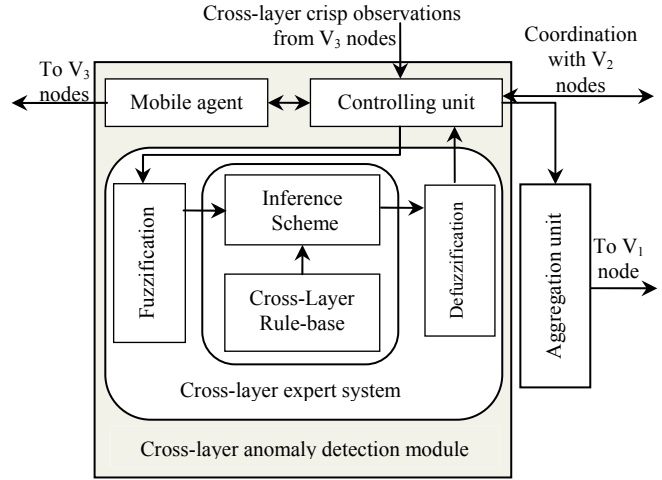 Cross-layer crisp observations
from V₃ nodes
Coordination
with V₂
nodes
To V₃
nodes
Mobile agent
Controlling unit
Fuzzification
Inference
Scheme
Cross-Layer
Rule-base
Defuzzification
Aggregation unit
To V₁
node
Cross-layer expert system
Cross-layer anomaly detection module